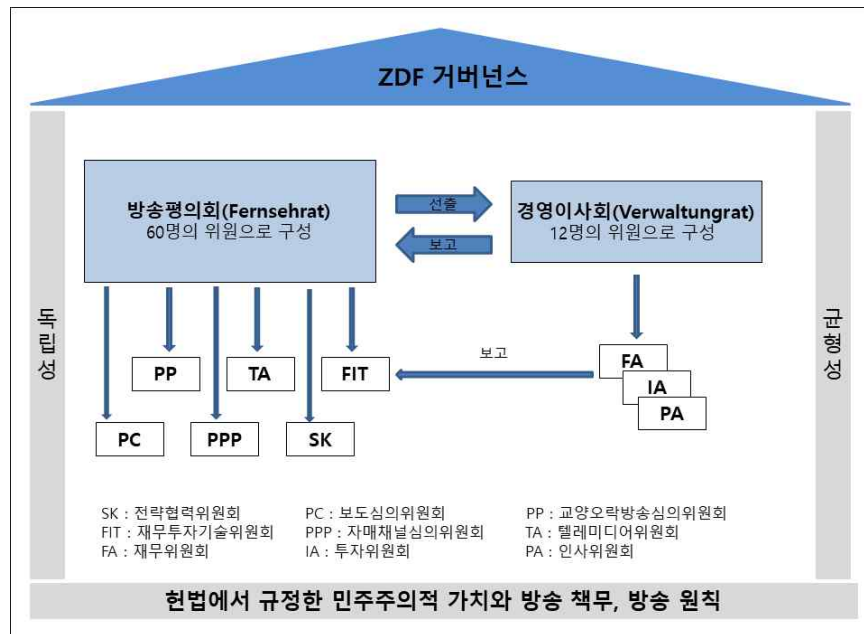 ZDF 거버넌스
방송평의회(Fernsehrat)
60명의 위원으로 구성
선출
보고
경영이사회(Verwaltungrat)
12명의 위원으로 구성
독립성
균형성
보고
PP
TA
FIT
FA
IA
PA
PC
PPP
SK
SK : 전략협력위원회 PC : 보도심의위원회 PP : 교양오락방송심의위원회
FIT : 재무투자기술위원회 PPP : 자매채널심의위원회 TA : 텔레미디어위원회
FA : 재무위원회 IA : 투자위원회 PA : 인사위원회
헌법에서 규정한 민주주의적 가치와 방송 책무, 방송 원칙